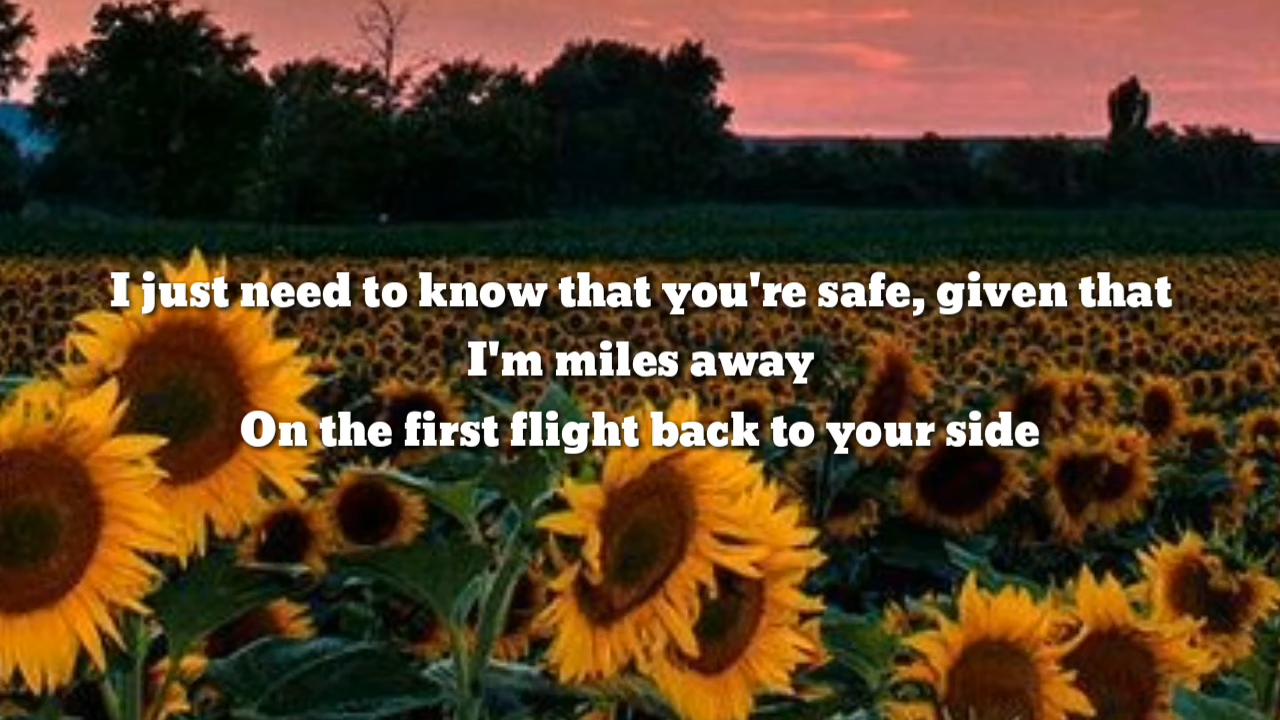 I just need to know that you're safe, given that
I'm miles away
On the first flight back to your side